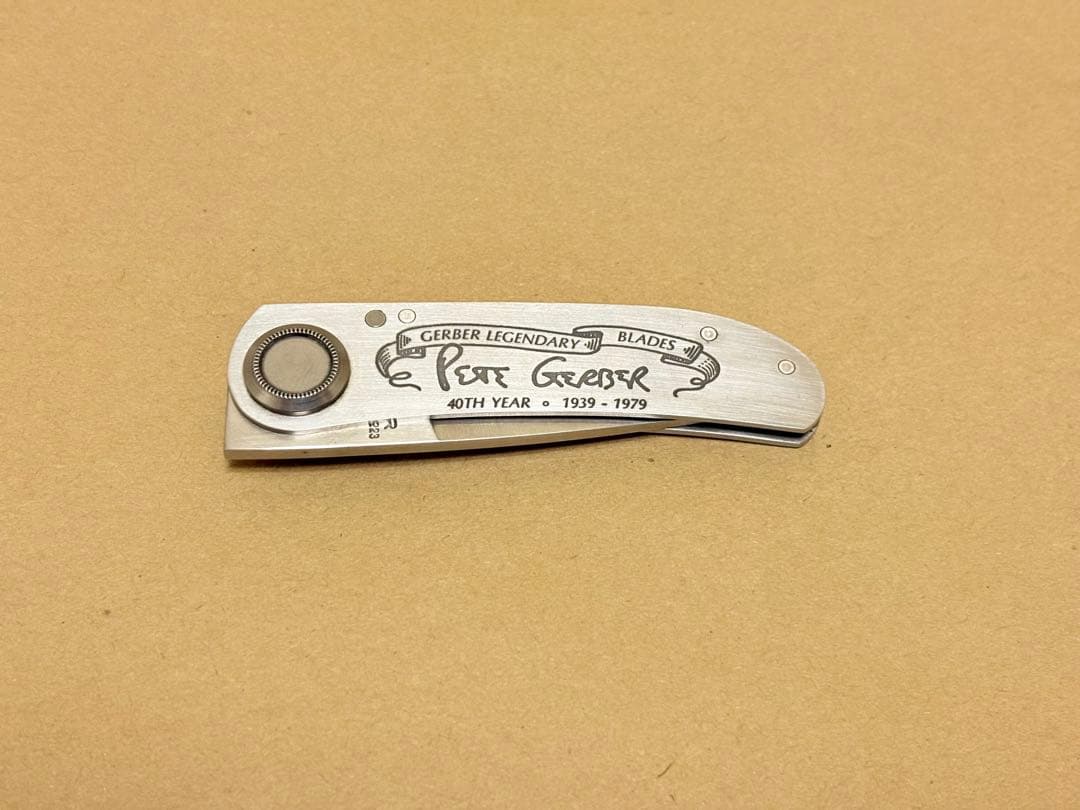 GERBER LEGENDARY BLADES
PETE GERBER
40TH YEAR ∘ 1939 - 1979
R